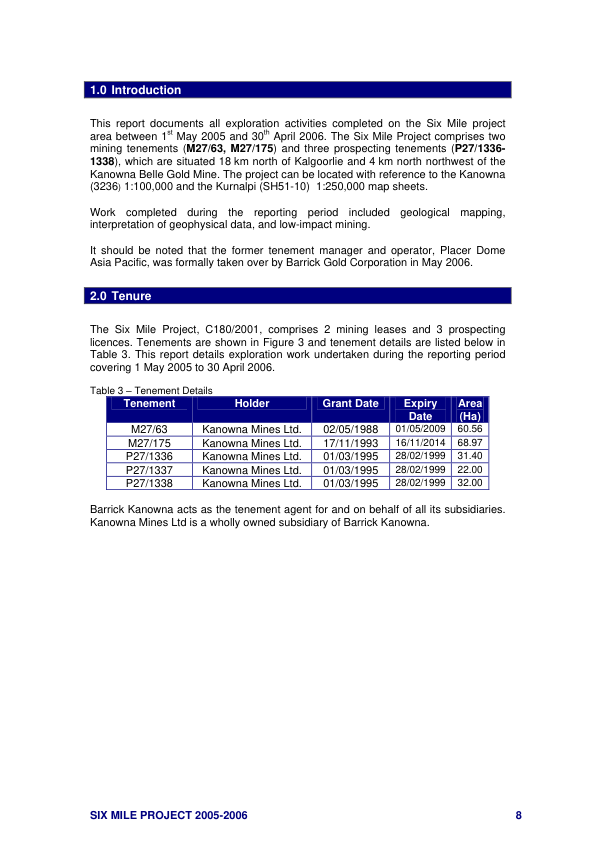 1.0 Introduction
This report documents all exploration activities completed on the Six Mile project
area between 1st May 2005 and 30th April 2006. The Six Mile Project comprises two
mining tenements (M27/63, M27/175) and three prospecting tenements (P27/1336-
1338), which are situated 18 km north of Kalgoorlie and 4 km north northwest of the
Kanowna Belle Gold Mine. The project can be located with reference to the Kanowna
(3236) 1:100,000 and the Kurnalpi (SH51-10) 1:250,000 map sheets.
Work completed during the reporting period included geological mapping,
interpretation of geophysical data, and low-impact mining.
It should be noted that the former tenement manager and operator, Placer Dome
Asia Pacific, was formally taken over by Barrick Gold Corporation in May 2006.
2.0 Tenure
The Six Mile Project, C180/2001, comprises 2 mining leases and 3 prospecting
licences. Tenements are shown in Figure 3 and tenement details are listed below in
Table 3. This report details exploration work undertaken during the reporting period
covering 1 May 2005 to 30 April 2006.
Table 3 – Tenement Details
Tenement Holder Grant Date Expiry Date Area (Ha)
M27/63 Kanowna Mines Ltd. 02/05/1988 01/05/2009 60.56
M27/175 Kanowna Mines Ltd. 17/11/1993 16/11/2014 68.97
P27/1336 Kanowna Mines Ltd. 01/03/1995 28/02/1999 31.40
P27/1337 Kanowna Mines Ltd. 01/03/1995 28/02/1999 22.00
P27/1338 Kanowna Mines Ltd. 01/03/1995 28/02/1999 32.00
Barrick Kanowna acts as the tenement agent for and on behalf of all its subsidiaries.
Kanowna Mines Ltd is a wholly owned subsidiary of Barrick Kanowna.
SIX MILE PROJECT 2005-2006 8